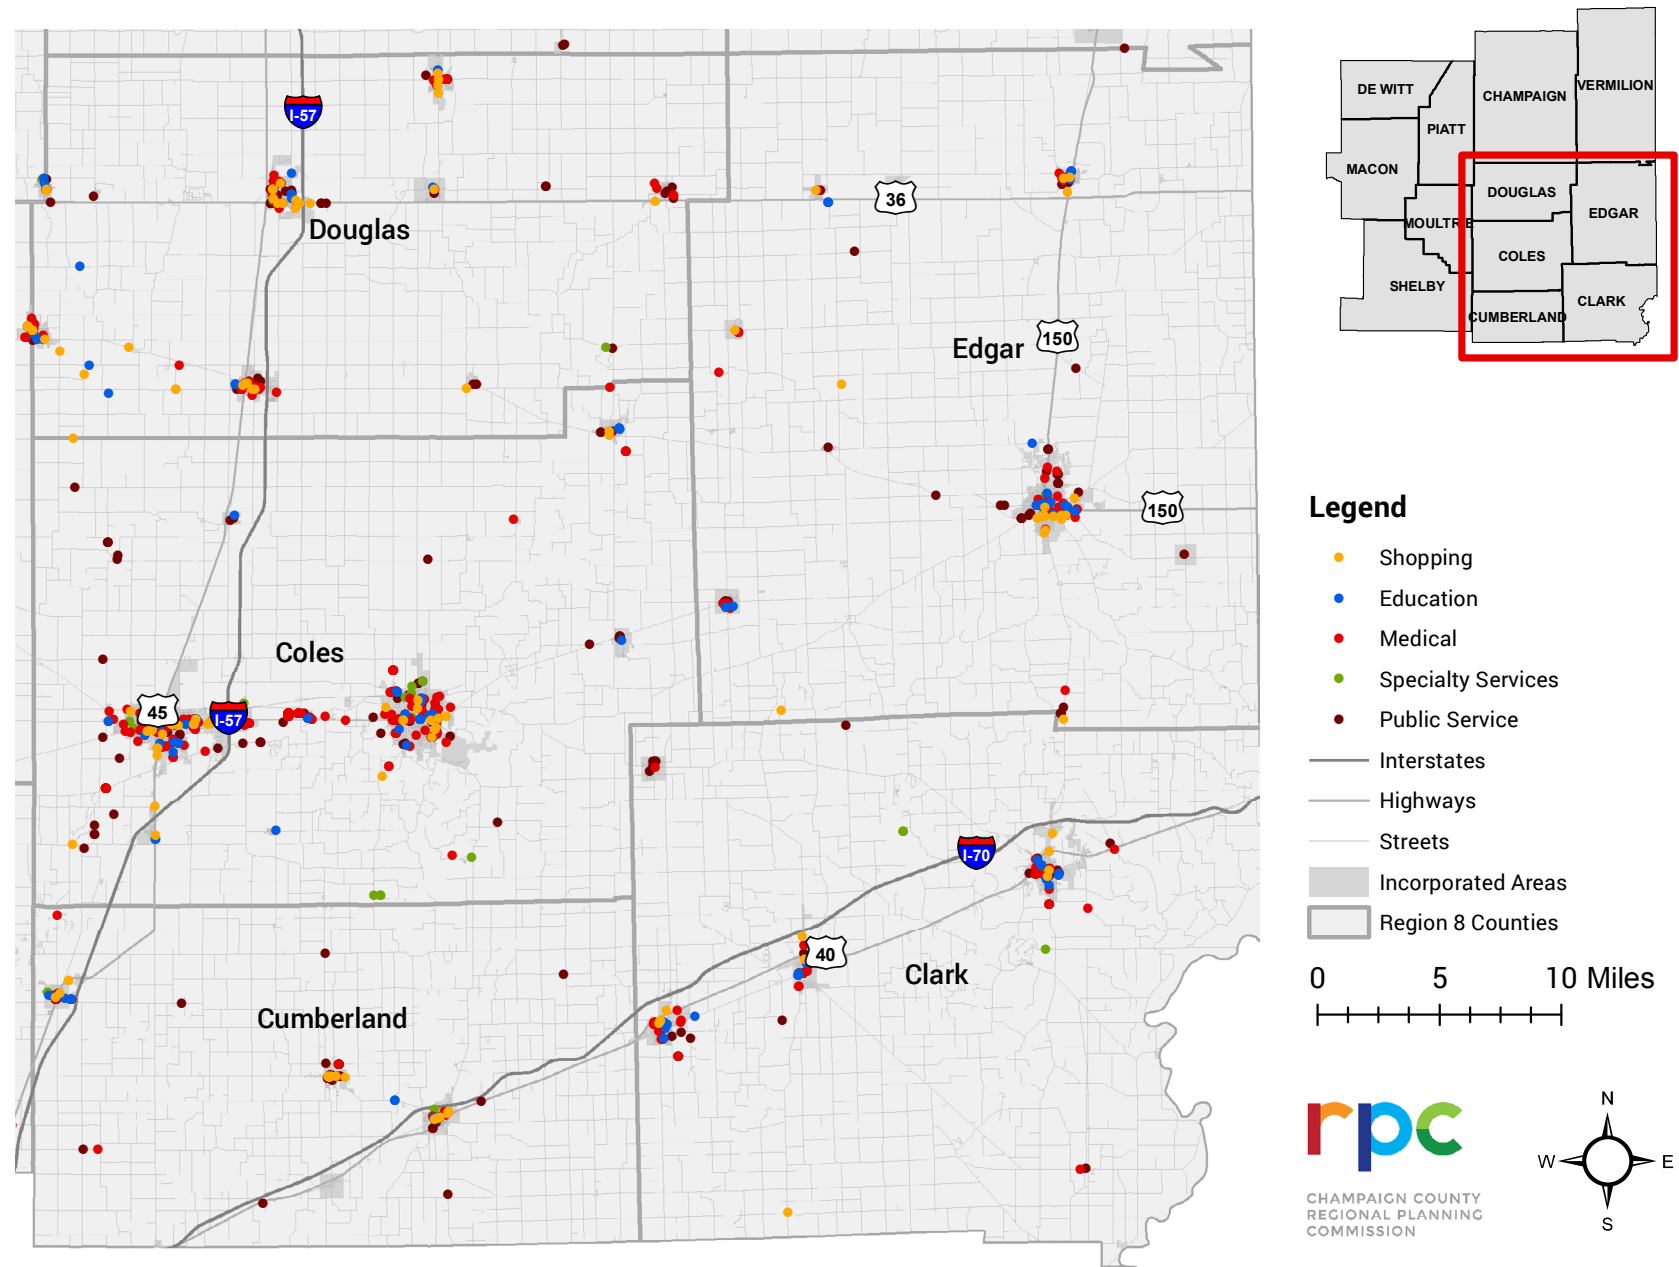 I-57
36
Douglas
150
Edgar
150
Coles
45
I-57
I-70
40
Clark
Cumberland
DE WITT
PIATT
CHAMPAIGN
VERMILION
MACON
DOUGLAS
MOULTRIE
EDGAR
COLES
SHELBY
CLARK
CUMBERLAND
Legend
Shopping
Education
Medical
Specialty Services
Public Service
Interstates
Highways
Streets
Incorporated Areas
Region 8 Counties
0 5 10 Miles
rpc
CHAMPAIGN COUNTY
REGIONAL PLANNING
COMMISSION
N
W E
S